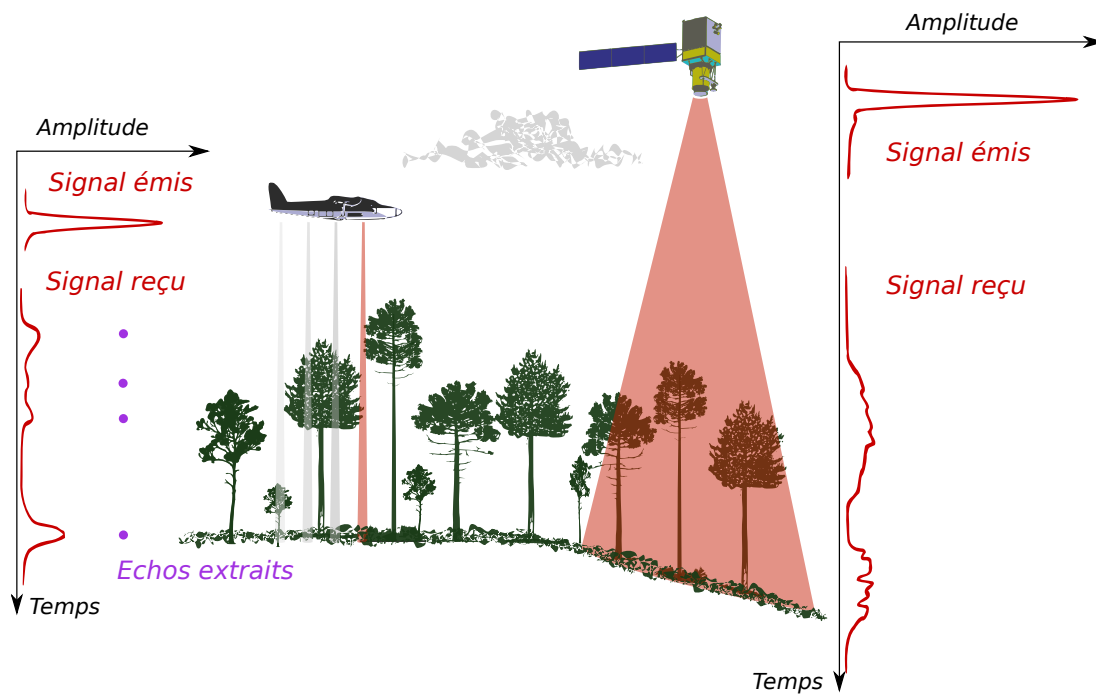 Amplitude
Signal émis
Signal reçu
Echos extraits
Temps
Amplitude
Signal émis
Signal reçu
Temps